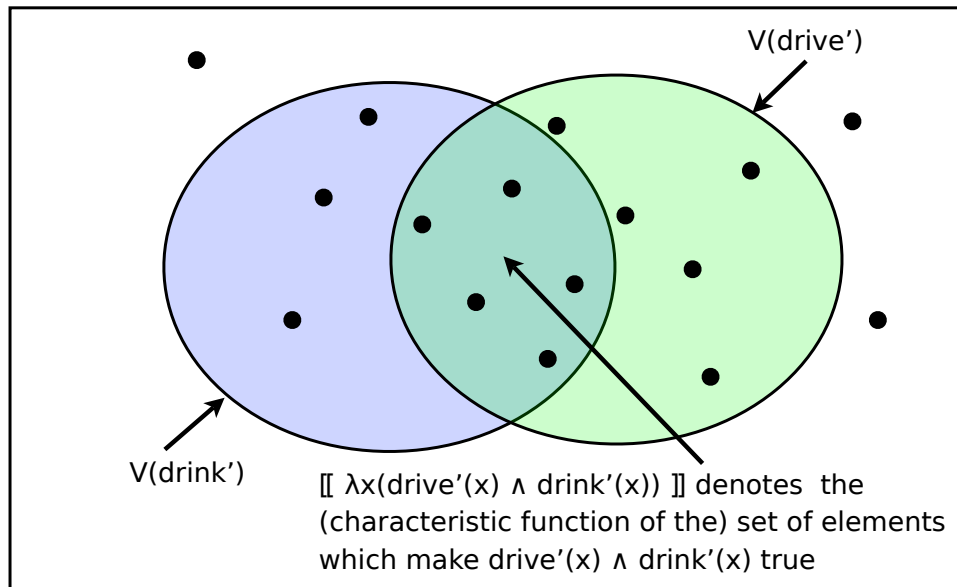 V(drive’)
V(drink’)
⟦ λx(drive’(x) ∧ drink’(x)) ⟧ denotes the
(characteristic function of the) set of elements
which make drive’(x) ∧ drink’(x) true